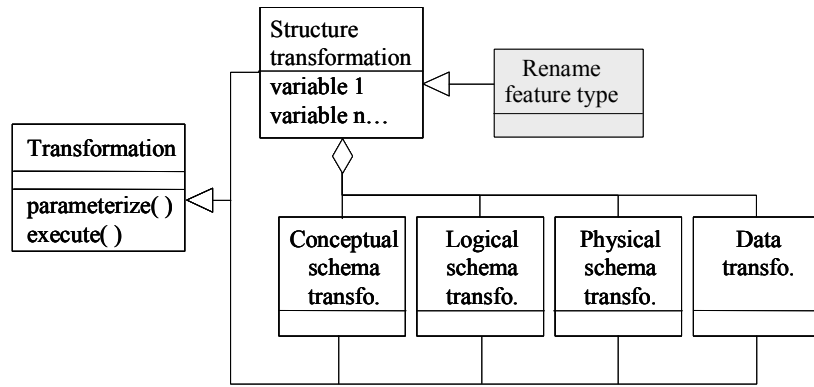 Structure
transformation
variable 1
variable n…
Rename
feature type
Transformation
parameterize( )
execute( )
Conceptual
schema
transfo.
Logical
schema
transfo.
Physical
schema
transfo.
Data
transfo.